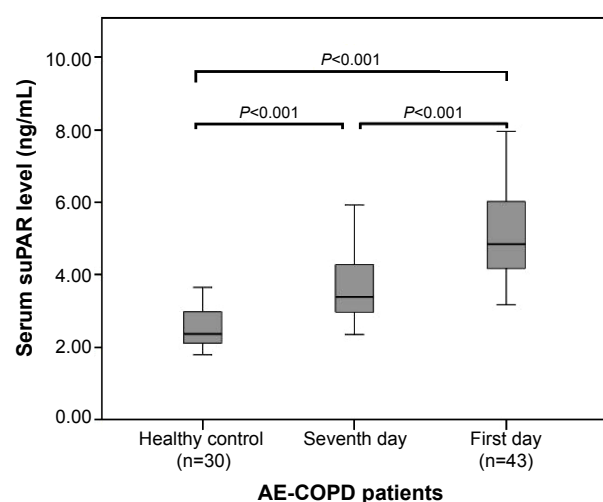 P<0.001
P<0.001 P<0.001
Serum suPAR level (ng/mL)
10.00
8.00
6.00
4.00
2.00
0.00
Healthy control Seventh day First day
(n=30) (n=43)
AE-COPD patients